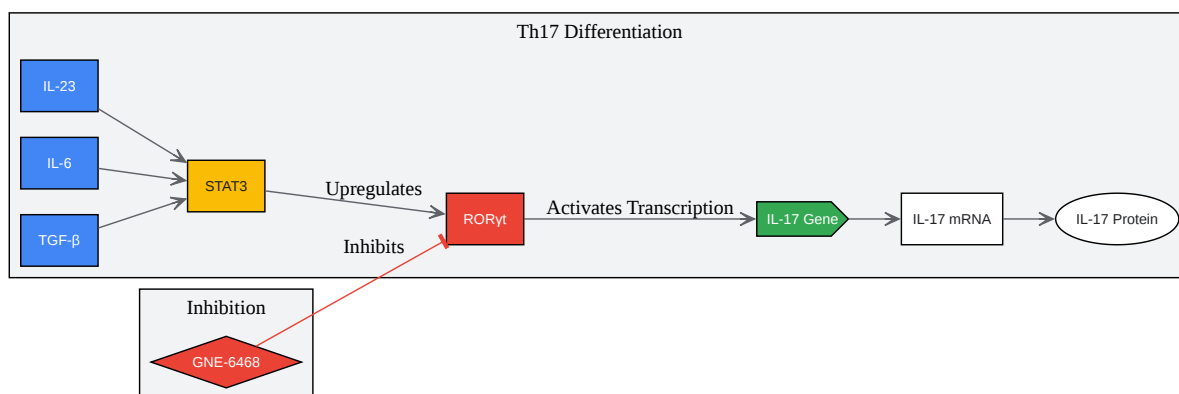 Th17 Differentiation
IL-23
IL-6
TGF-β
STAT3
Upregulates
Inhibits
RORγt
Activates Transcription
IL-17 Gene
IL-17 mRNA
IL-17 Protein
Inhibition
GNE-6468